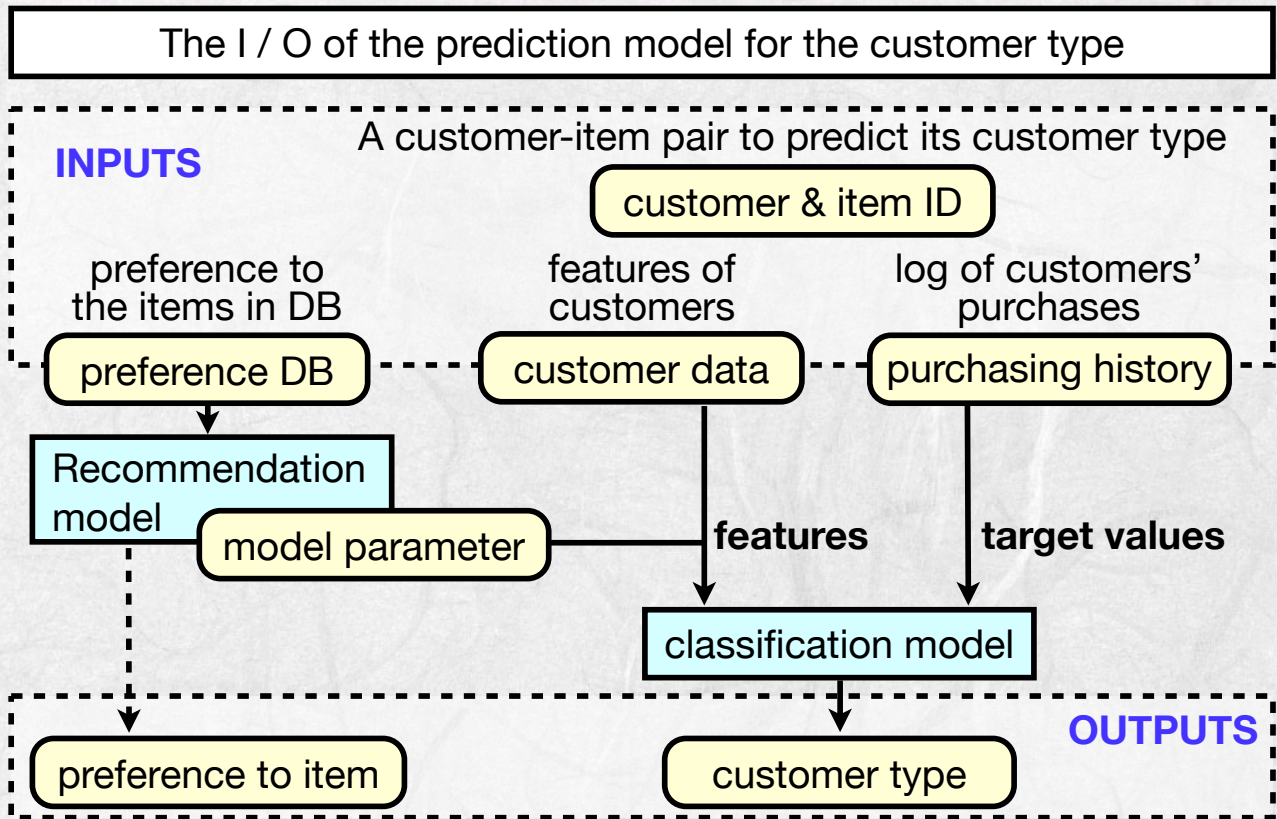 The I / O of the prediction model for the customer type
A customer-item pair to predict its customer type
INPUTS
customer & item ID
preference to
the items in DB
features of
customers
log of customers’
purchases
preference DB
customer data
purchasing history
Recommendation
model
model parameter
features
target values
classification model
OUTPUTS
preference to item
customer type